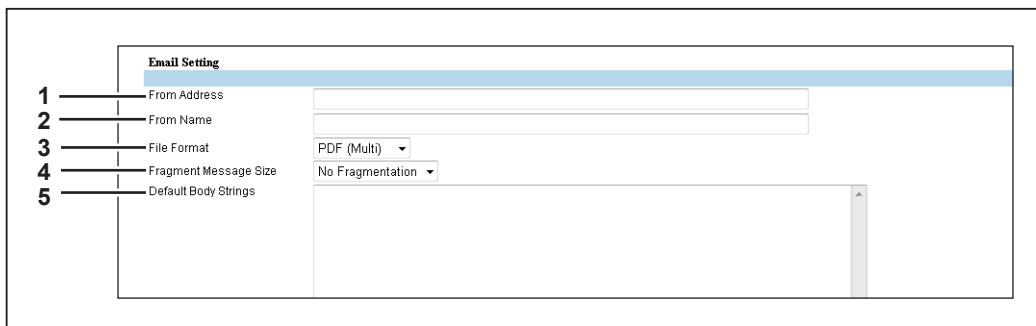 Email Setting
1 From Address
2 From Name
3 File Format PDF (Multi)
4 Fragment Message Size No Fragmentation
5 Default Body Strings